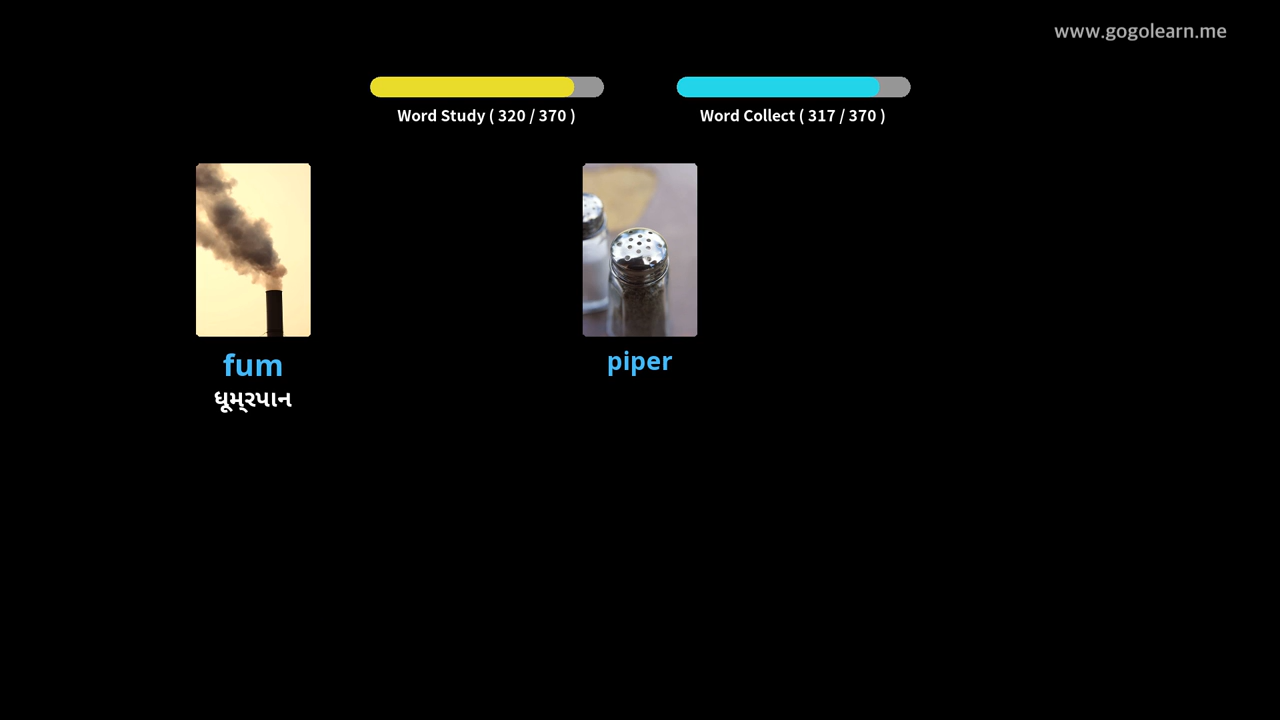 www.gogolearn.me
Word Study ( 320 / 370 )
Word Collect ( 317 / 370 )
fum
piper
ધૂમ્રપાન